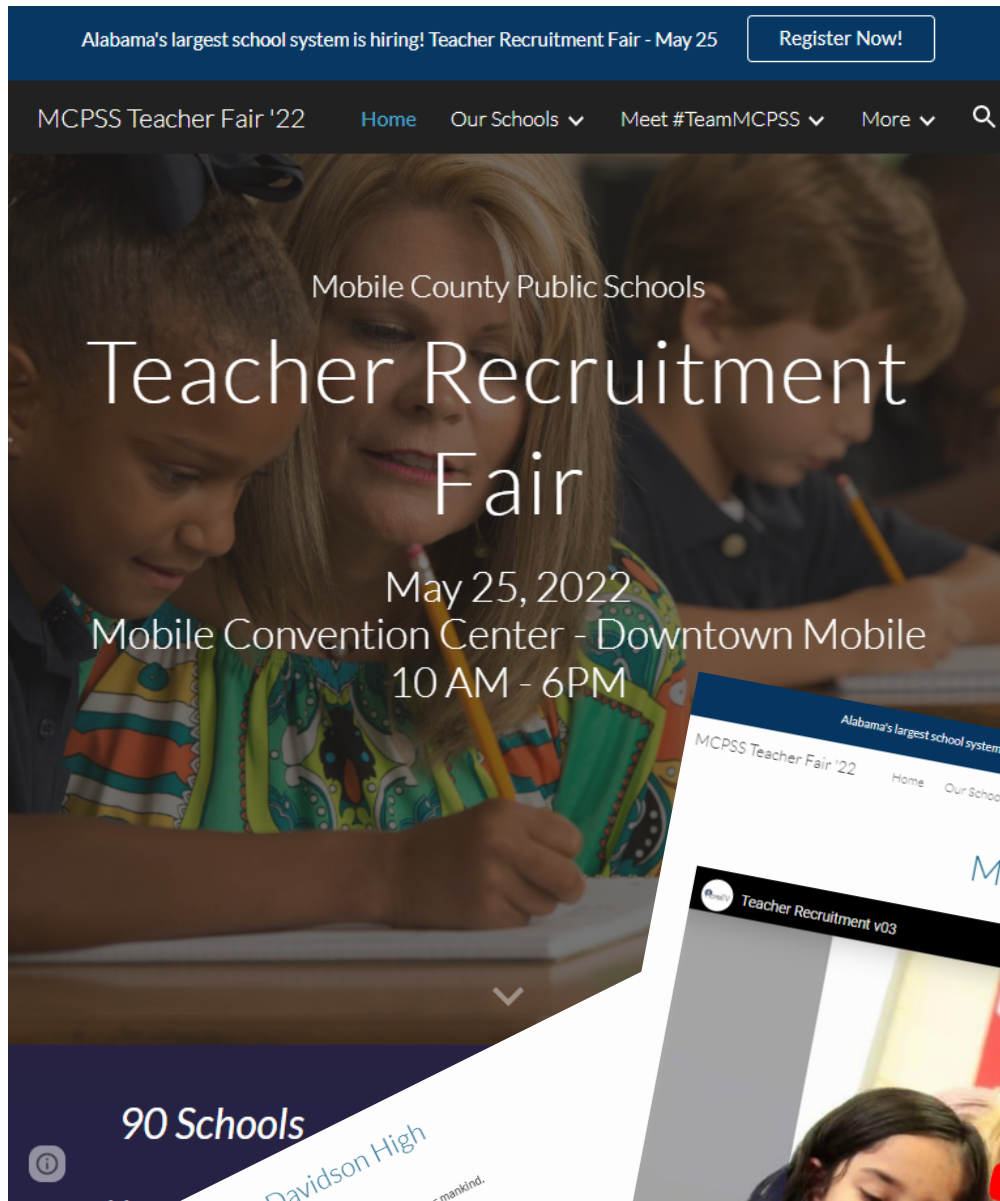 Alabama's largest school system is hiring! Teacher Recruitment Fair - May 25
Register Now!
MCPSS Teacher Fair '22
Home
Our Schools
Meet #TeamMCPSS
More
Mobile County Public Schools
Teacher Recruitment
Fair
May 25, 2022
Mobile Convention Center - Downtown Mobile
10 AM - 6PM
Alabama's largest school system
MCPSS Teacher Fair '22
Home
Our Schoo
M
Teacher Recruitment v03
90 Schools
Davidson High
mankind.